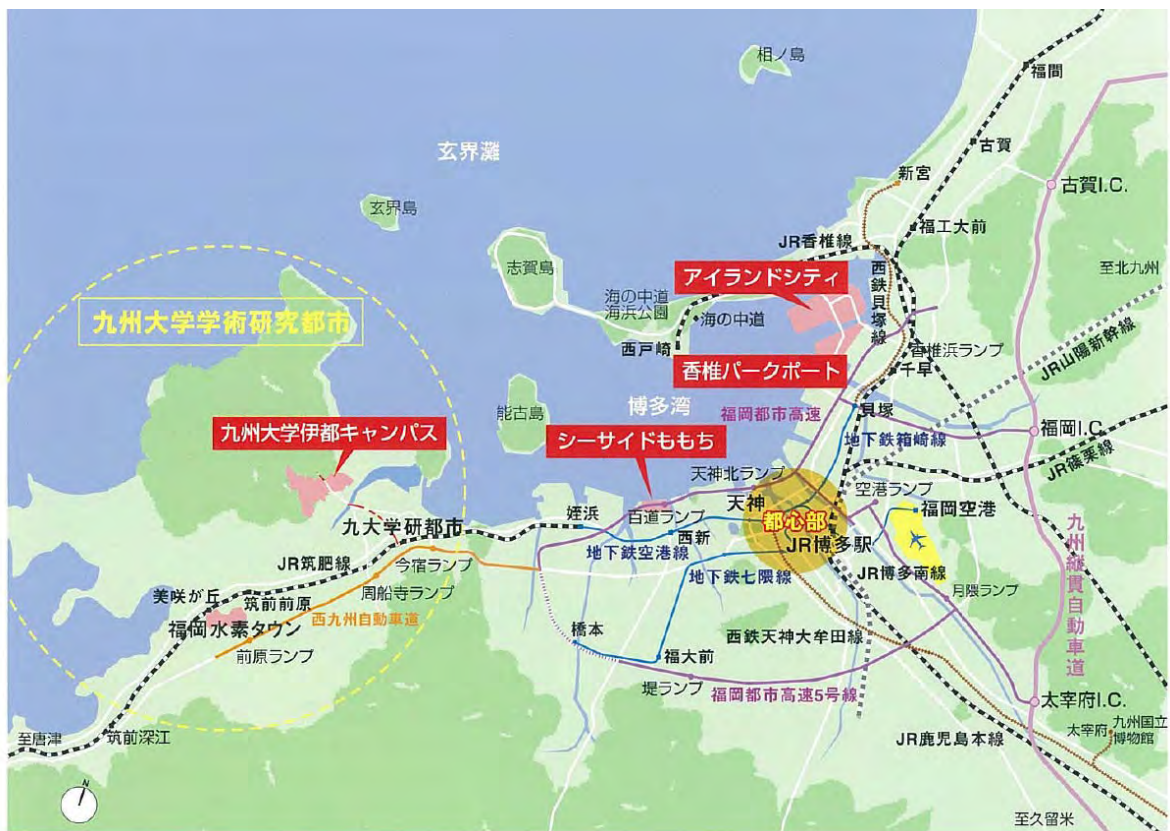 相ノ島
福間
玄界灘
古賀
新宮
古賀I.C.
玄界島
福工大前
JR香椎線
志賀島
アイランドシティ
西鉄貝塚線
至北九州
海の中道
海浜公園
九州大学学術研究都市
海の中道
西戸崎
香椎浜ランプ
JR山陽新幹線
香椎パークポート
千早
能古島
博多湾
福岡都市高速
貝塚
九州大学伊都キャンパス
シーサイドももち
地下鉄箱崎線
福岡I.C.
JR篠栗線
天神北ランプ
空港ランプ
天神
福岡空港
姪浜
百道ランプ
都心部
九大学研都市
西新
地下鉄空港線
JR博多駅
九州縦貫自動車道
JR筑肥線
今宿ランプ
地下鉄七隈線
JR博多南線
月隈ランプ
美咲が丘
筑前前原
周船寺ランプ
福岡水素タウン
西九州自動車道
橋本
西鉄天神大牟田線
前原ランプ
福大前
堤ランプ
福岡都市高速5号線
太宰府I.C.
至唐津
筑前深江
JR鹿児島本線
太宰府
九州国立
博物館
N
至久留米